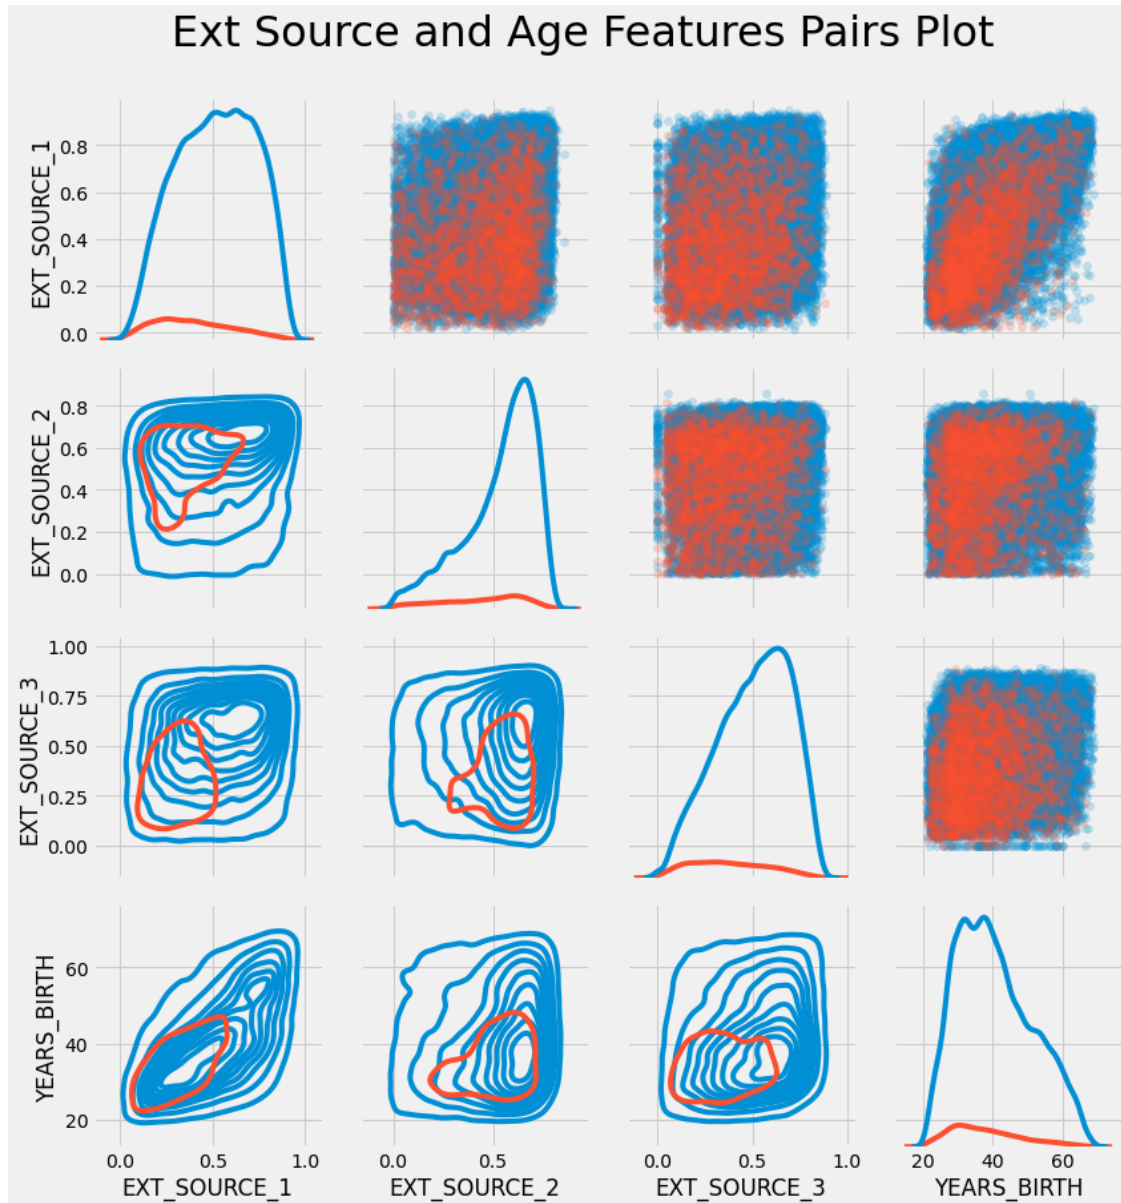 Ext Source and Age Features Pairs Plot
EXT_SOURCE_1
0.8
0.6
0.4
0.2
0.0
EXT_SOURCE_2
0.8
0.6
0.4
0.2
0.0
EXT_SOURCE_3
1.00
0.75
0.50
0.25
0.00
YEARS_BIRTH
60
40
20
0.0 0.5 1.0 0.5 0.0 0.5 1.0 20 40 60
EXT_SOURCE_1 EXT_SOURCE_2 EXT_SOURCE_3 YEARS_BIRTH